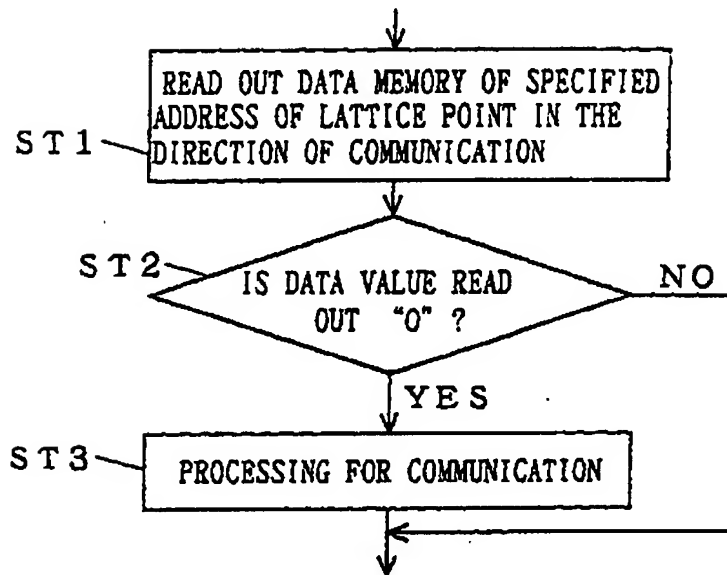 READ OUT DATA MEMORY OF SPECIFIED
ADDRESS OF LATTICE POINT IN THE
DIRECTION OF COMMUNICATION
ST1
ST2
IS DATA VALUE READ
OUT "0" ?
NO
YES
ST3
PROCESSING FOR COMMUNICATION